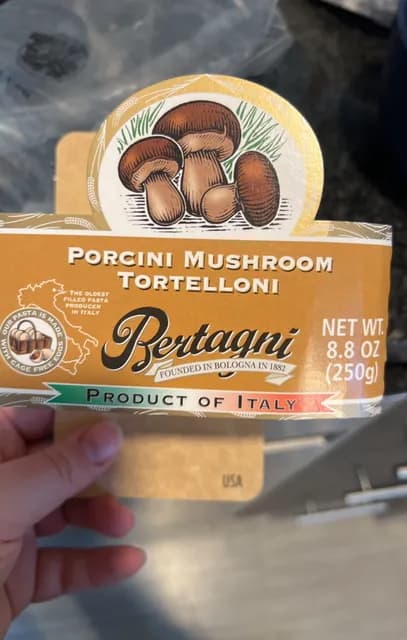 PORCINI MUSHROOM
TORTELLONI
THE OLDEST
FILLED PASTA
PRODUCER
IN ITALY
OUR PASTA IS MADE
WITH CAGE FREE EGGS
Bertagni
FOUNDED IN BOLOGNA IN 1882
NET WT.
8.8 OZ
(250g)
PRODUCT OF ITALY
USA